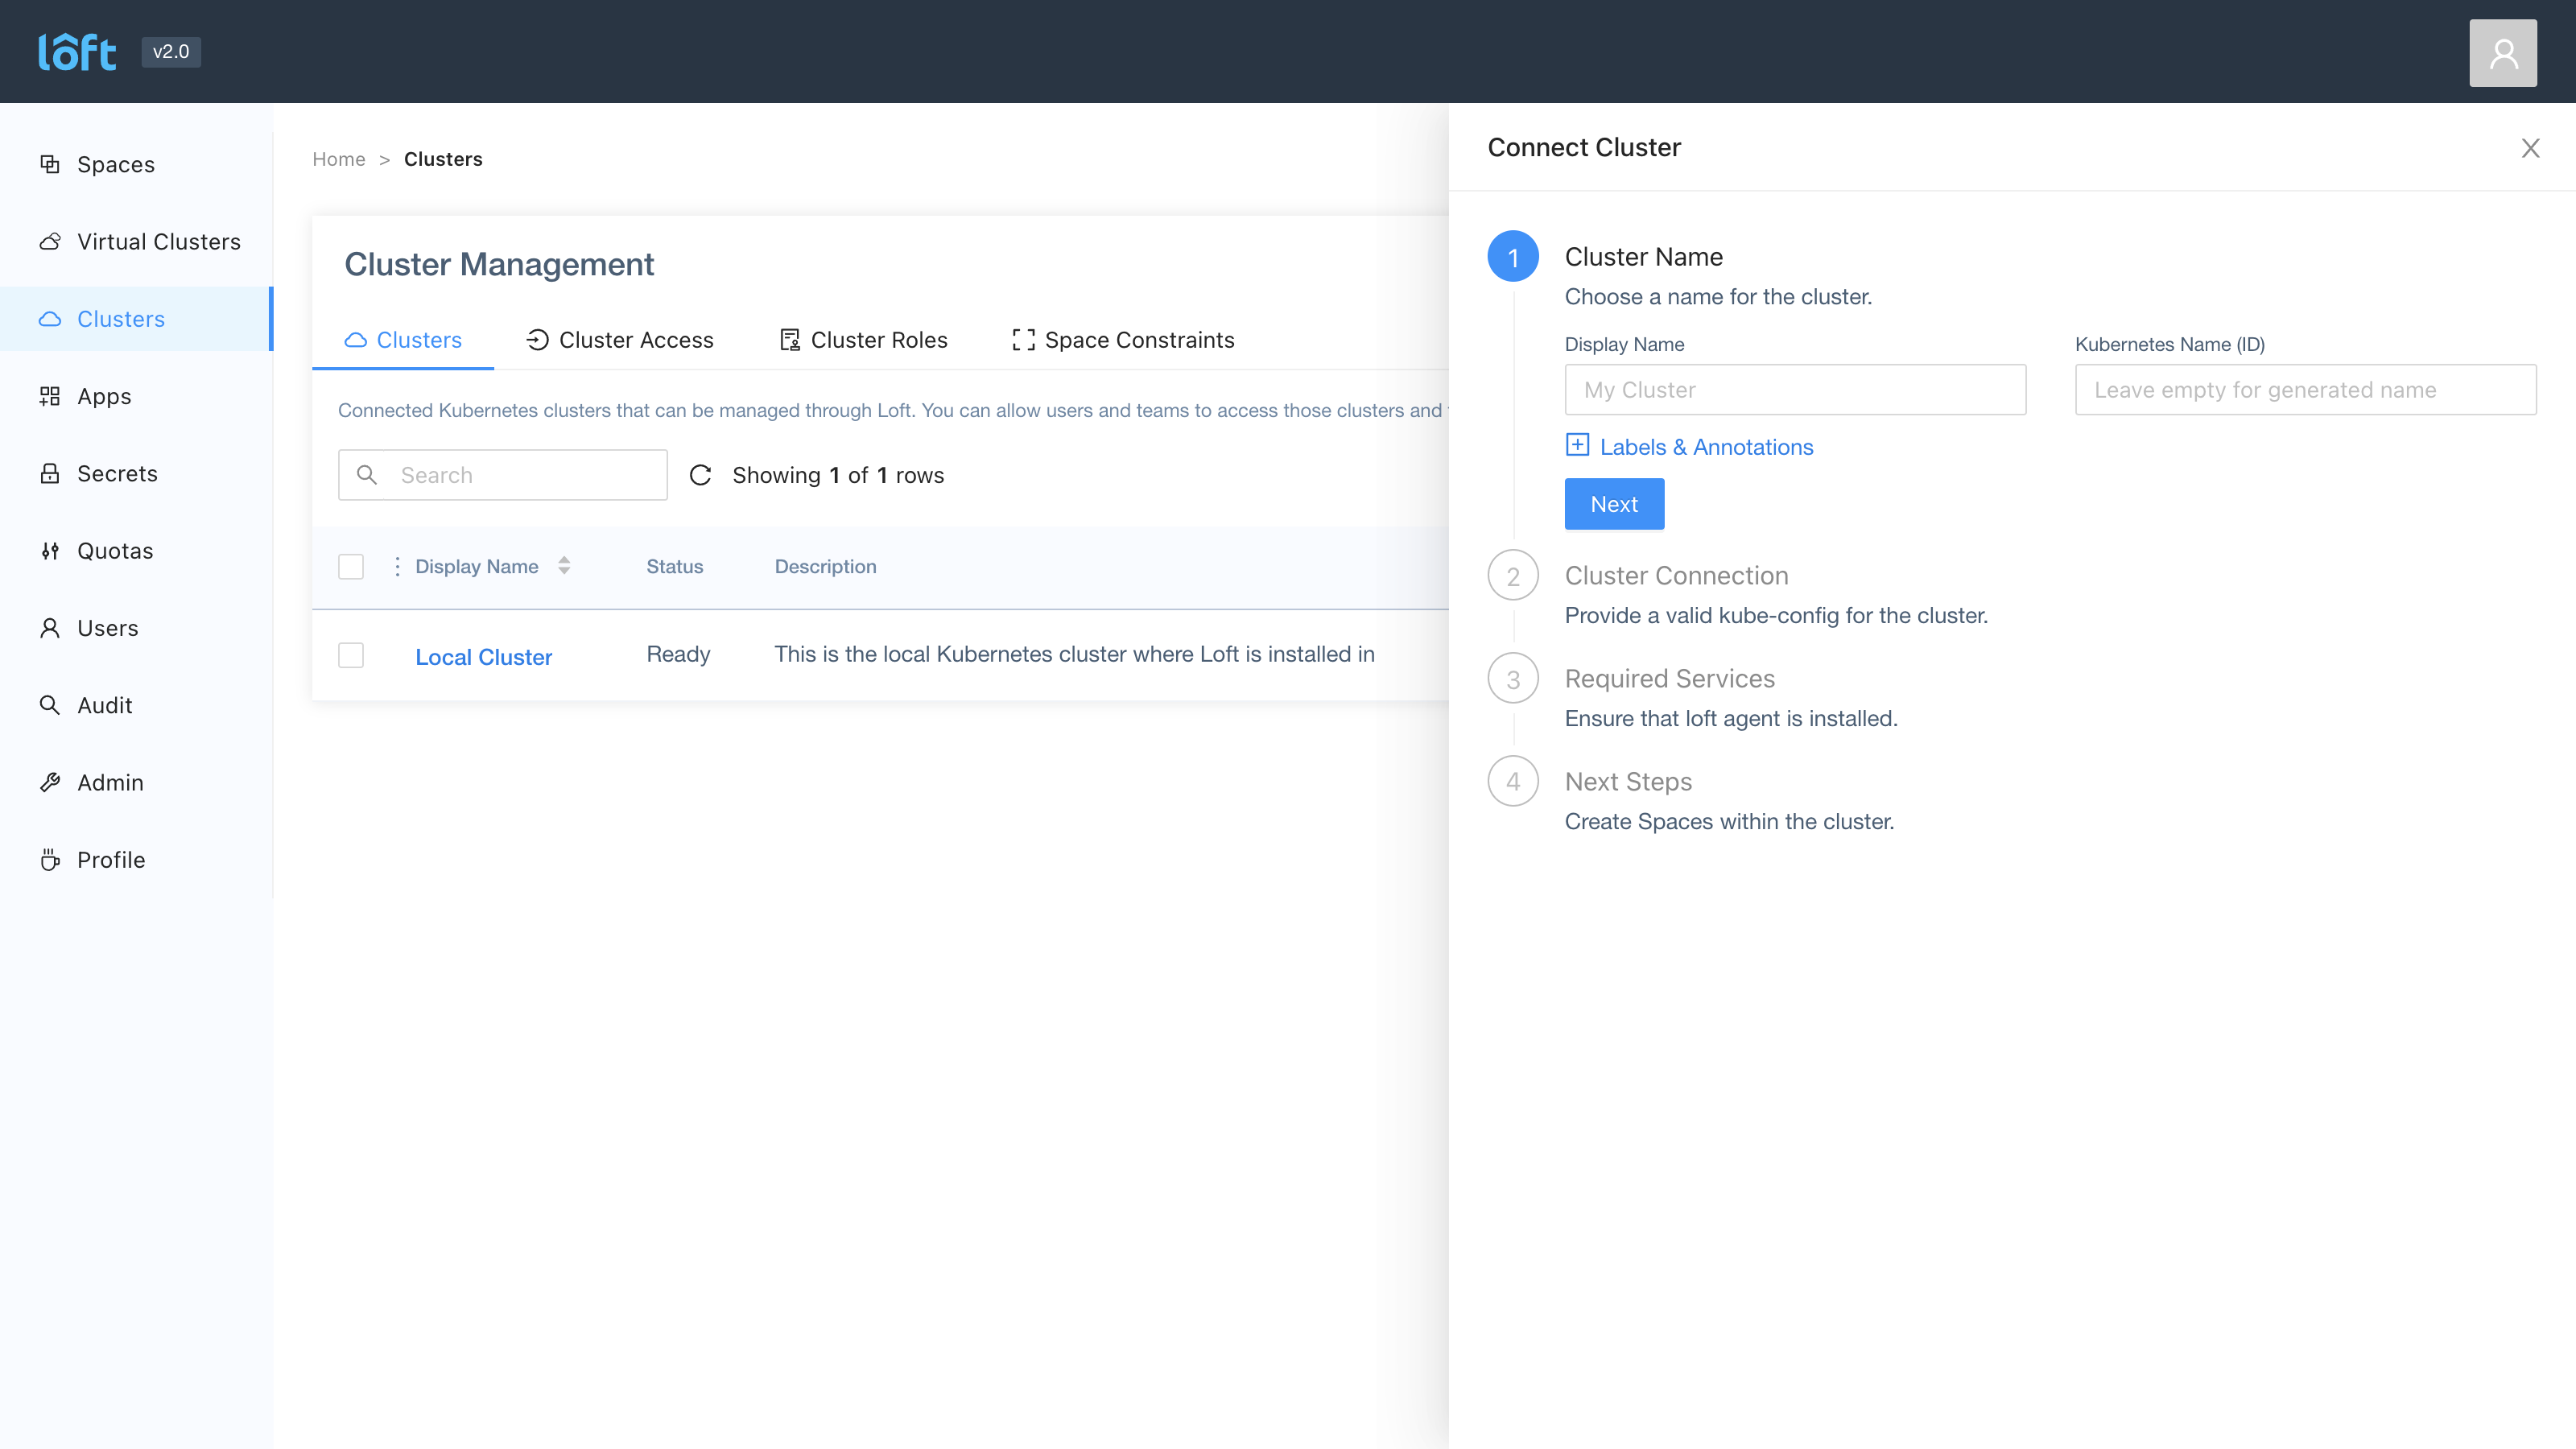 loft v2.0
Spaces
Virtual Clusters
Clusters
Apps
Secrets
Quotas
Users
Audit
Admin
Profile
Home > Clusters
Cluster Management
Clusters Cluster Access Cluster Roles Space Constraints
Connected Kubernetes clusters that can be managed through Loft. You can allow users and teams to access those clusters and
Search Showing 1 of 1 rows
Display Name Status Description
Local Cluster Ready This is the local Kubernetes cluster where Loft is installed in
Connect Cluster
1 Cluster Name
Choose a name for the cluster.
Display Name Kubernetes Name (ID)
My Cluster Leave empty for generated name
Labels & Annotations
Next
2 Cluster Connection
Provide a valid kube-config for the cluster.
3 Required Services
Ensure that loft agent is installed.
4 Next Steps
Create Spaces within the cluster.